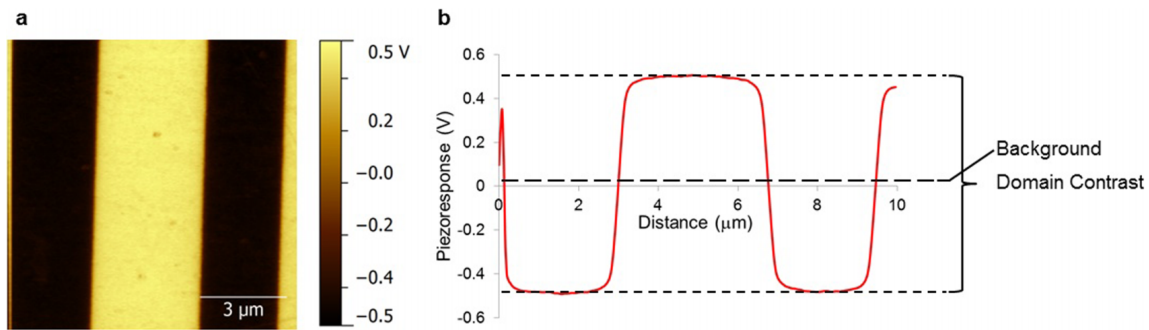 a
0.5 V
0.2
−0.0
−0.2
−0.4
−0.5
3 µm
b
0.6
0.4
0.2
0
-0.2
-0.4
-0.6
Piezoresponse (V)
0 2 4 6 8 10
Distance (µm)
Background
Domain Contrast